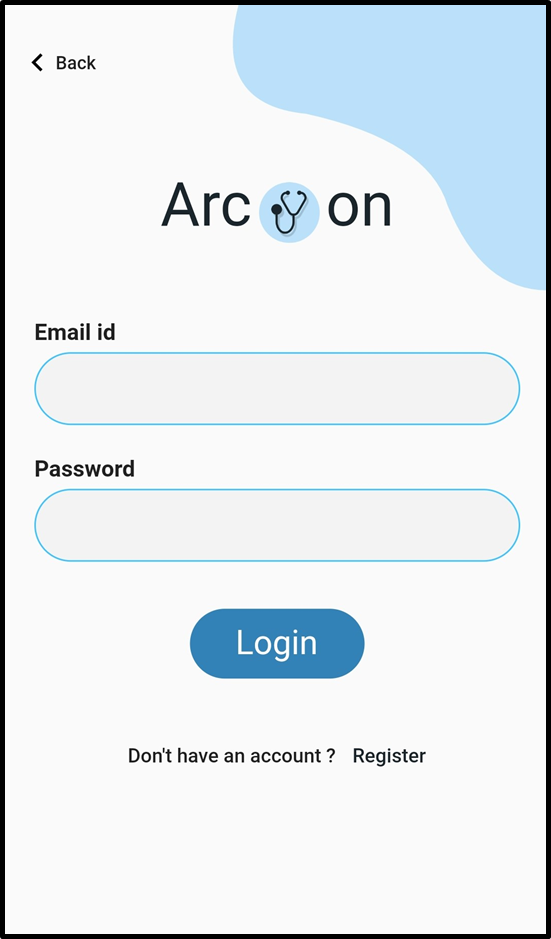 Back
Arc on
Email id
Password
Login
Don't have an account ? Register